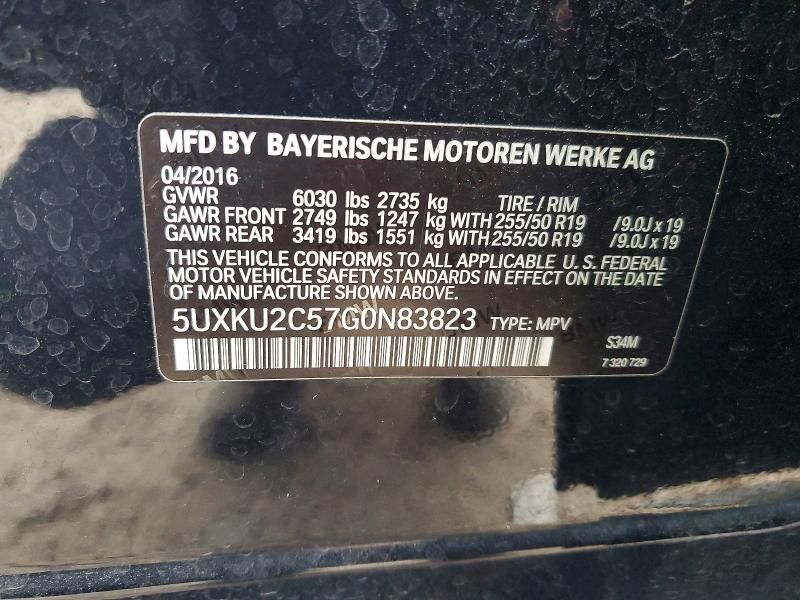 MFD BY BAYERISCHE MOTOREN WERKE AG
04/2016
GVWR 6030 lbs 2735 kg TIRE / RIM
GAWR FRONT 2749 lbs 1247 kg WITH 255/50 R19 /9.0J x 19
GAWR REAR 3419 lbs 1551 kg WITH 255/50 R19 /9.0J x 19
THIS VEHICLE CONFORMS TO ALL APPLICABLE U. S. FEDERAL
MOTOR VEHICLE SAFETY STANDARDS IN EFFECT ON THE DATE
OF MANUFACTURE SHOWN ABOVE.
5UXKU2C57G0N83823 TYPE: MPV S34M
7 320 729